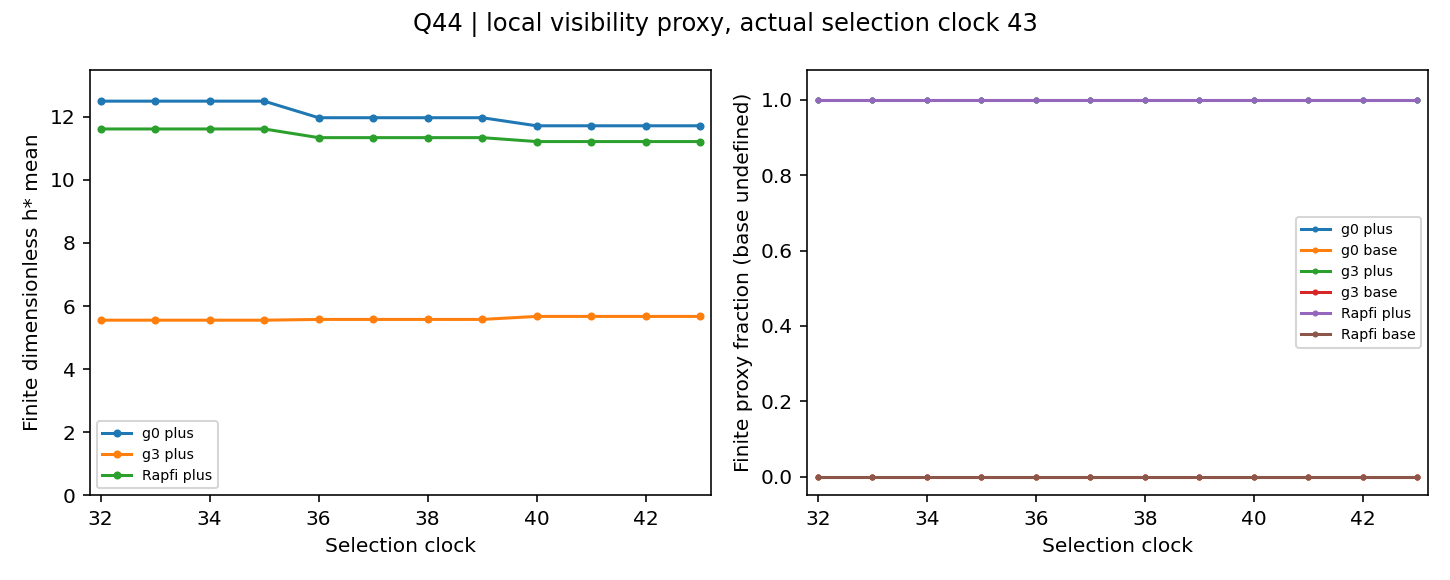 Q44 | local visibility proxy, actual selection clock 43
Finite dimensionless h* mean
12
10
8
6
4
2
0
g0 plus
g3 plus
Rapfi plus
32 34 36 38 40 42
Selection clock
Finite proxy fraction (base undefined)
1.0
0.8
0.6
0.4
0.2
0.0
g0 plus
g0 base
g3 plus
g3 base
Rapfi plus
Rapfi base
32 34 36 38 40 42
Selection clock